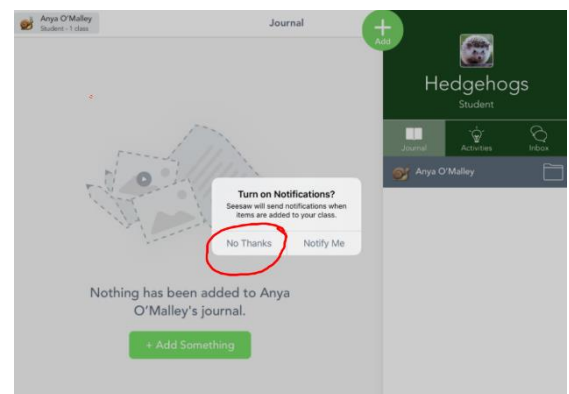 Anya O'Malley
Student - 1 class
Journal
Add
Hedgehogs
Student
Journal
Activities
Inbox
Anya O'Malley
Turn on Notifications?
Seesaw will send notifications when
items are added to your class.
No Thanks
Notify Me
Nothing has been added to Anya
O'Malley's journal.
+ Add Something